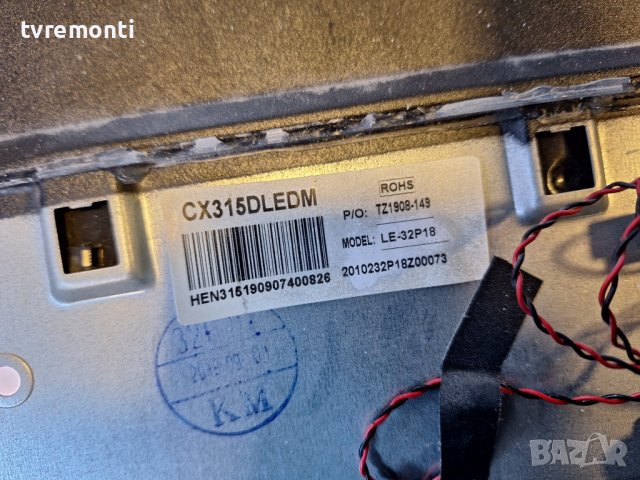 tvremonti
CX315DLEDM
ROHS
P/O: TZ1908-149
MODEL: LE-32P18
HEN315190907400826
2010232P18Z00073
KM
BAZAR